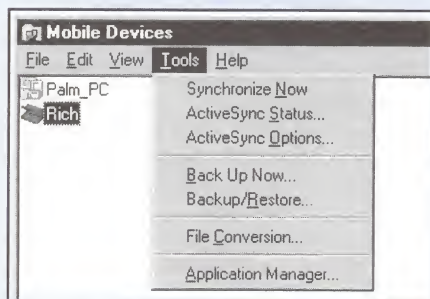 Mobile Devices
File Edit View Tools Help
Palm_PC
Rich
Synchronize Now
ActiveSync Status...
ActiveSync Options...
Back Up Now...
Backup/Restore...
File Conversion...
Application Manager...